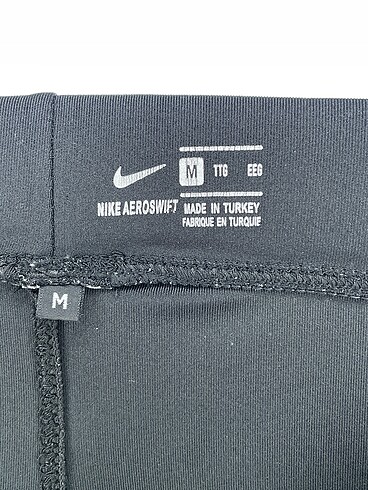 M TTG EEG
NIKE AEROSWIFT MADE IN TURKEY
FABRIQUE EN TURQUIE
M